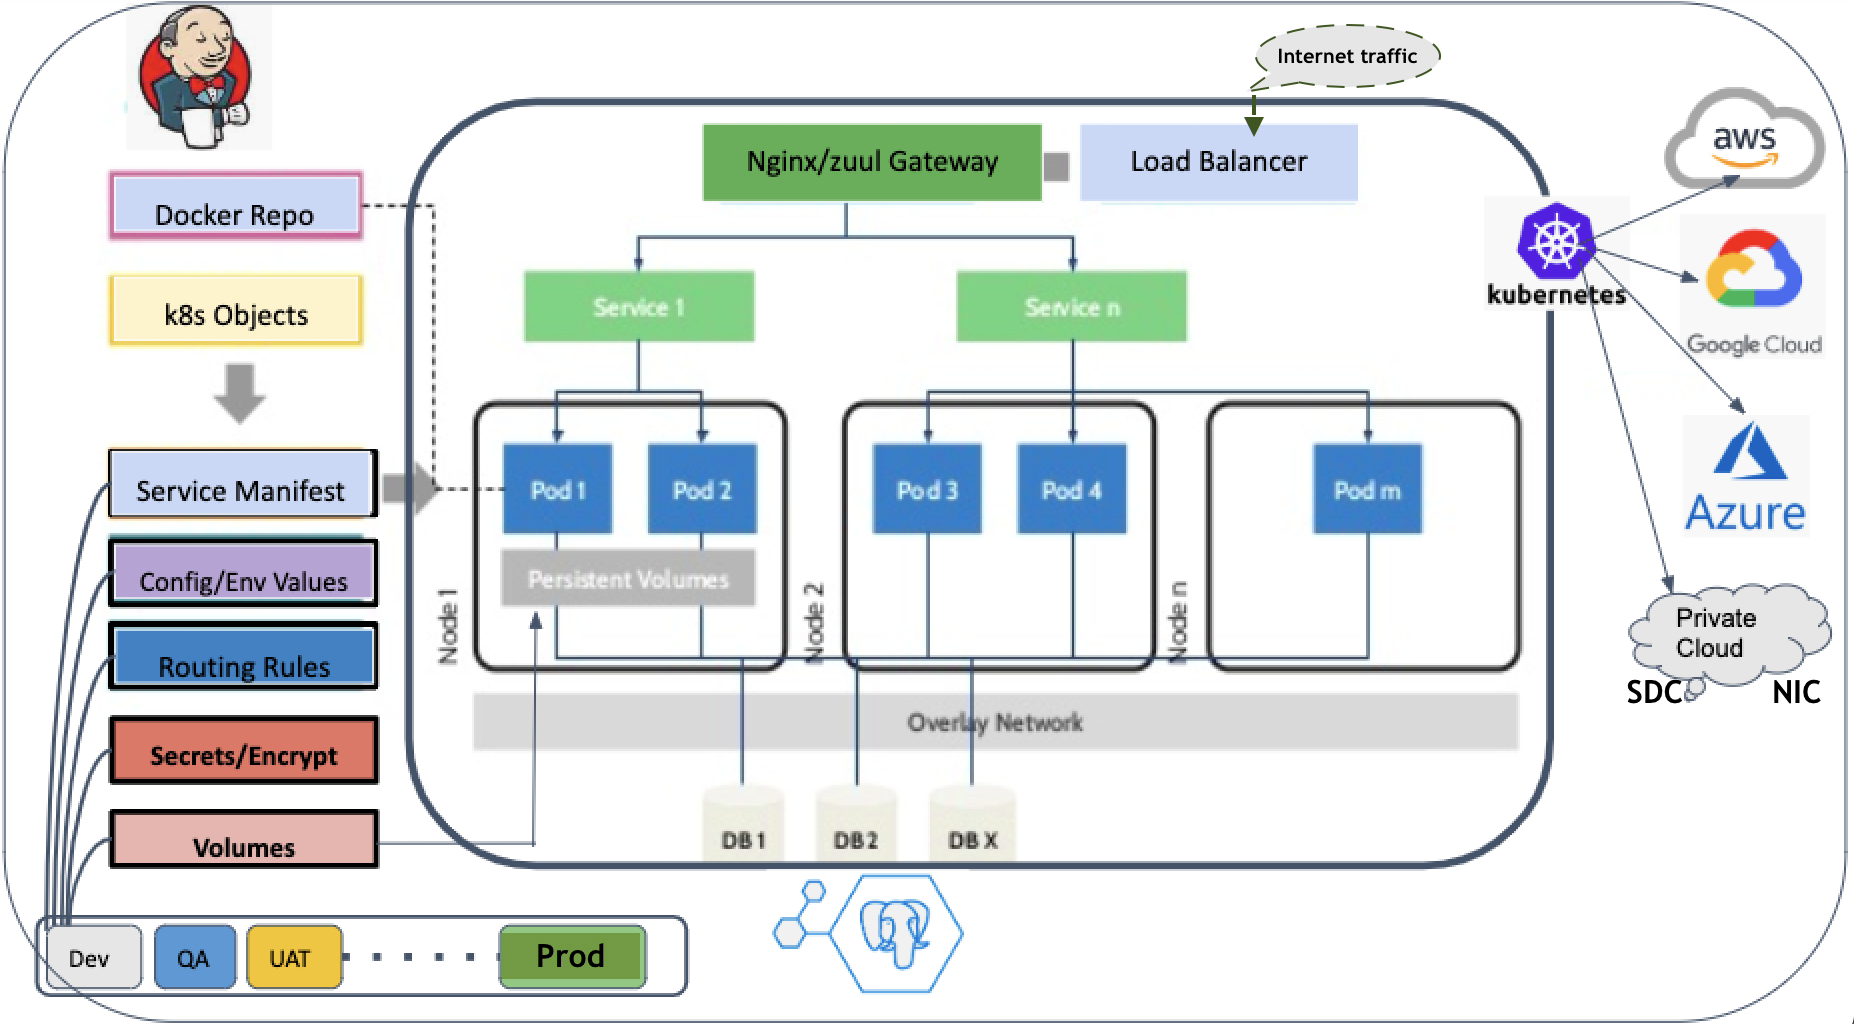 Internet traffic
Nginx/zuul Gateway
Load Balancer
aws
Docker Repo
k8s Objects
Service 1
Service n
kubernetes
Google Cloud
Service Manifest
Pod 1
Pod 2
Pod 3
Pod 4
Pod m
Azure
Config/Env Values
Persistent Volumes
Node 1
Node 2
Node n
Private
Cloud
SDC
NIC
Routing Rules
Overlay Network
Secrets/Encrypt
Volumes
DB 1
DB 2
DB X
Dev
QA
UAT
Prod